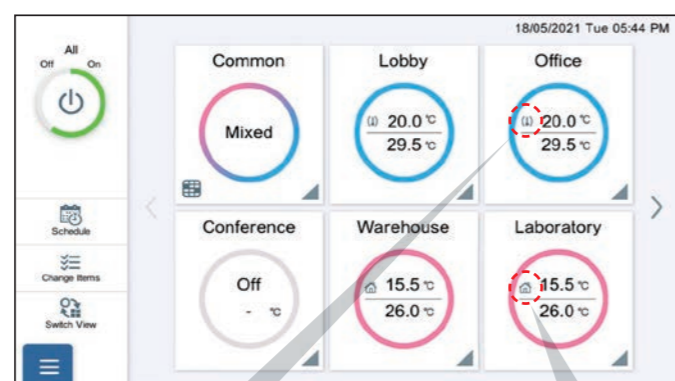 18/05/2021 Tue 05:44 PM
All
Off On
Common
Lobby
Office
Mixed
20.0 °C
29.5 °C
20.0 °C
29.5 °C
Schedule
Change Items
Switch View
Conference
Warehouse
Laboratory
Off
- °C
15.5 °C
26.0 °C
15.5 °C
26.0 °C